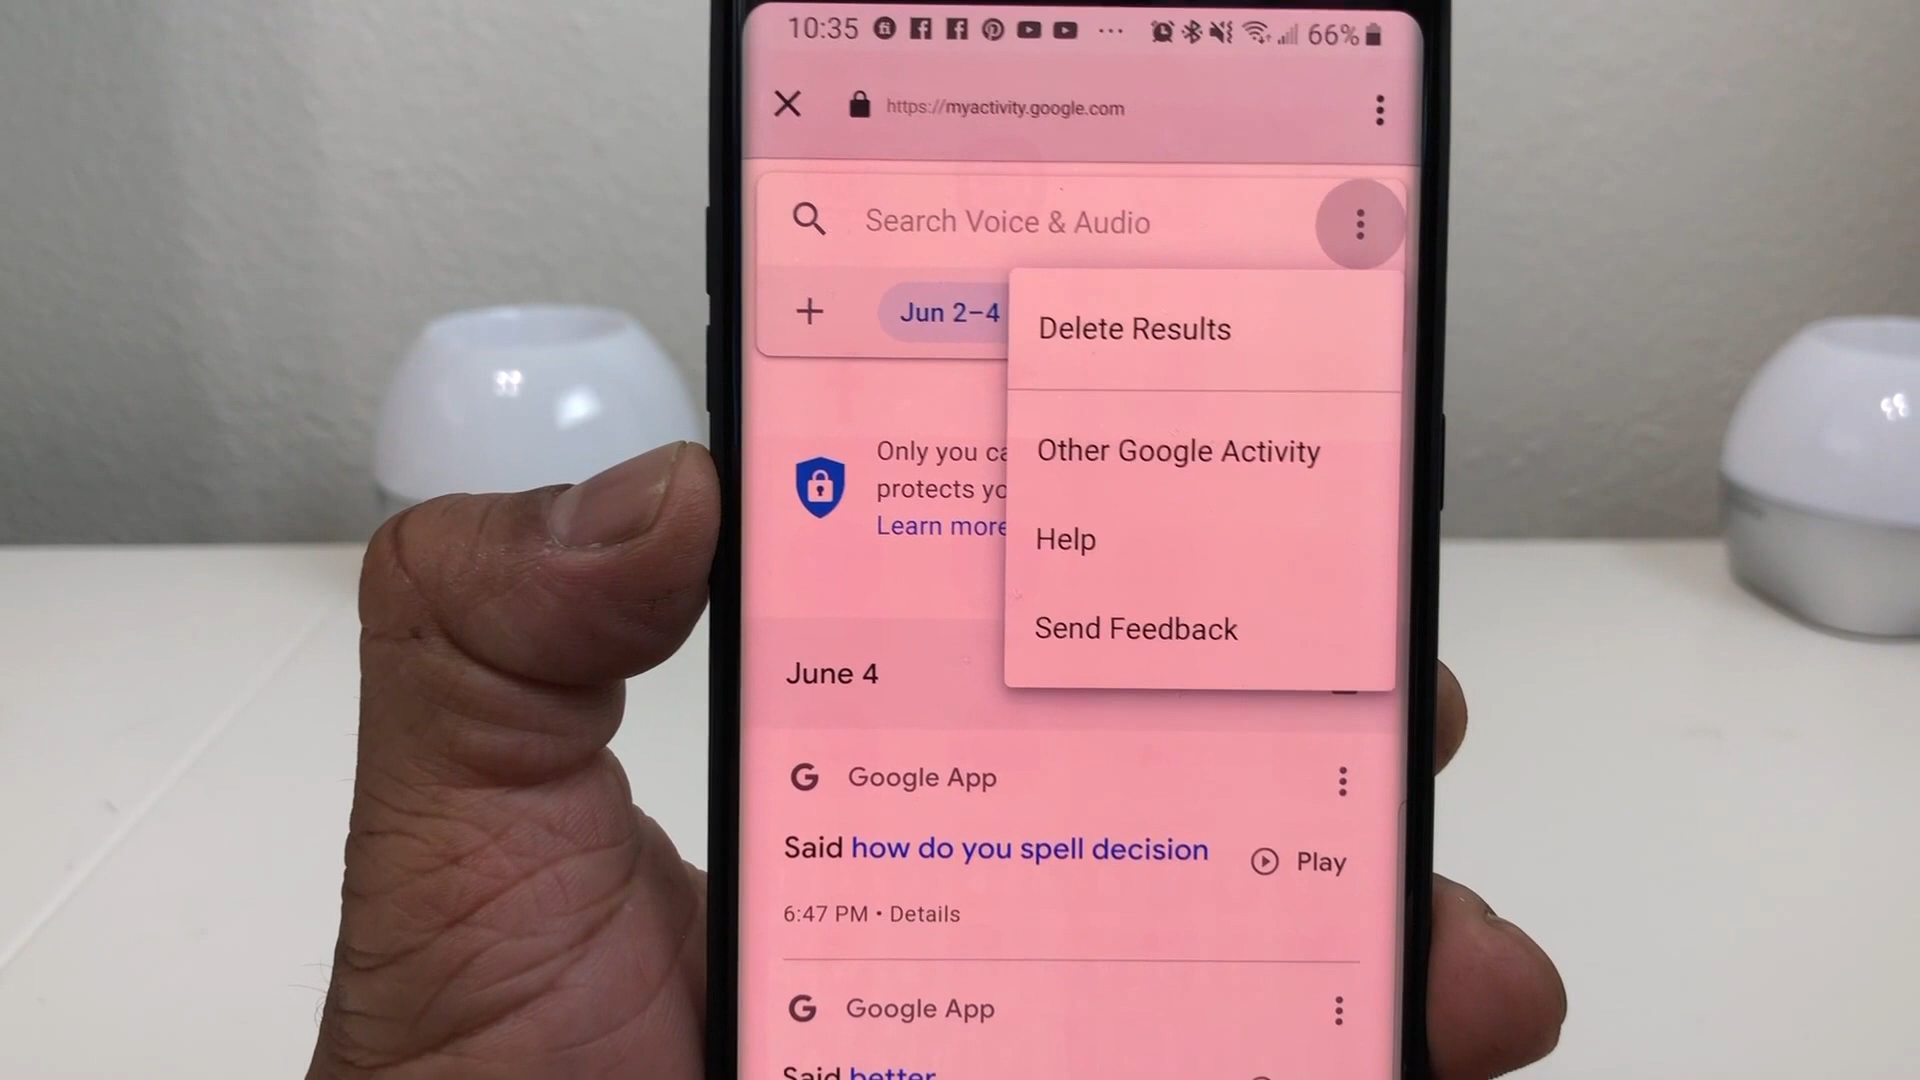 10:35
66%
https://myactivity.google.com
Search Voice & Audio
Jun 2–4
Delete Results
Only you ca
Other Google Activity
protects yo
Learn more
Help
Send Feedback
June 4
Google App
Said how do you spell decision
Play
6:47 PM • Details
Google App
Said better